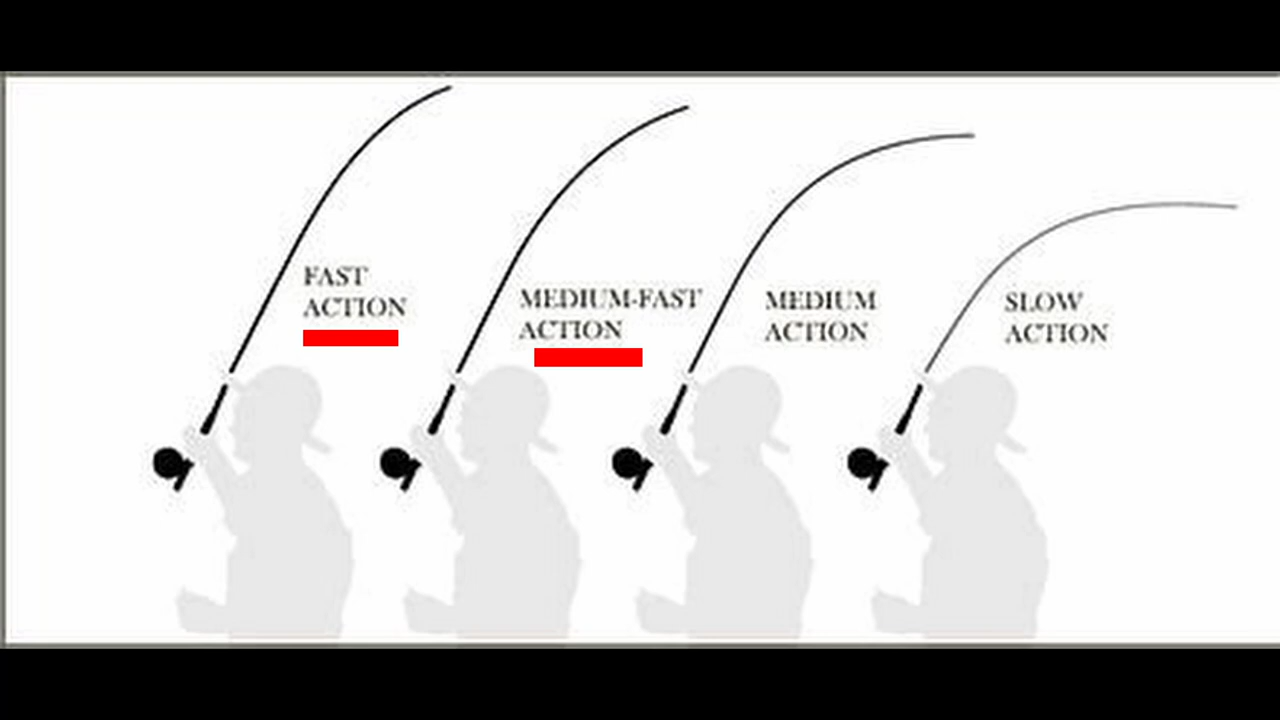 FAST
ACTION
MEDIUM-FAST
ACTION
MEDIUM
ACTION
SLOW
ACTION